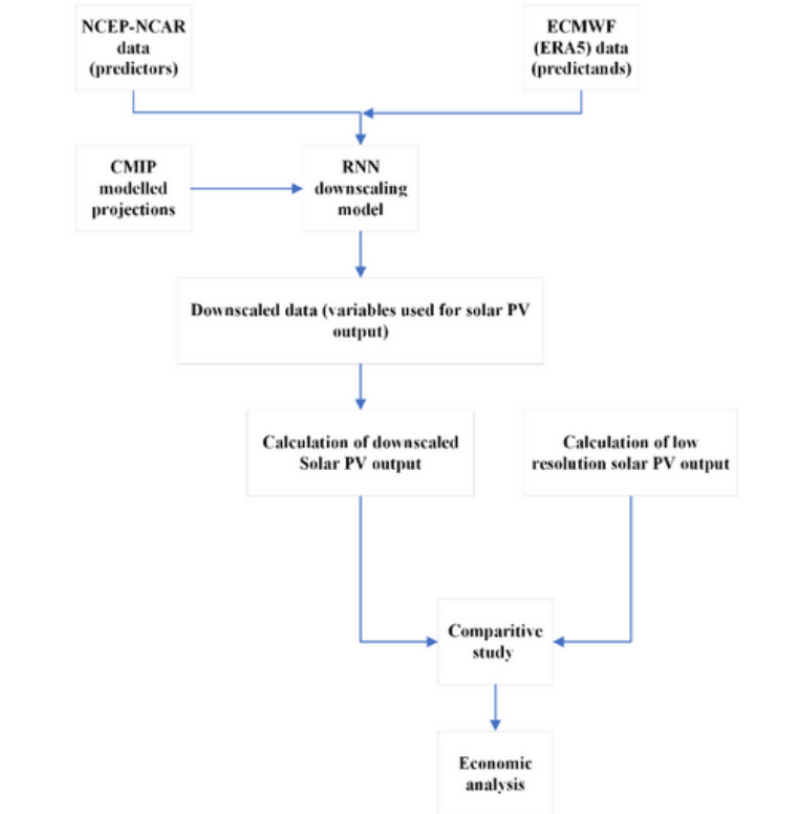 NCEP-NCAR
data
(predictors)
ECMWF
(ERA5) data
(predictands)
CMIP
modelled
projections
RNN
downscaling
model
Downscaled data (variables used for solar PV
output)
Calculation of downscaled
Solar PV output
Calculation of low
resolution solar PV output
Comparitive
study
Economic
analysis